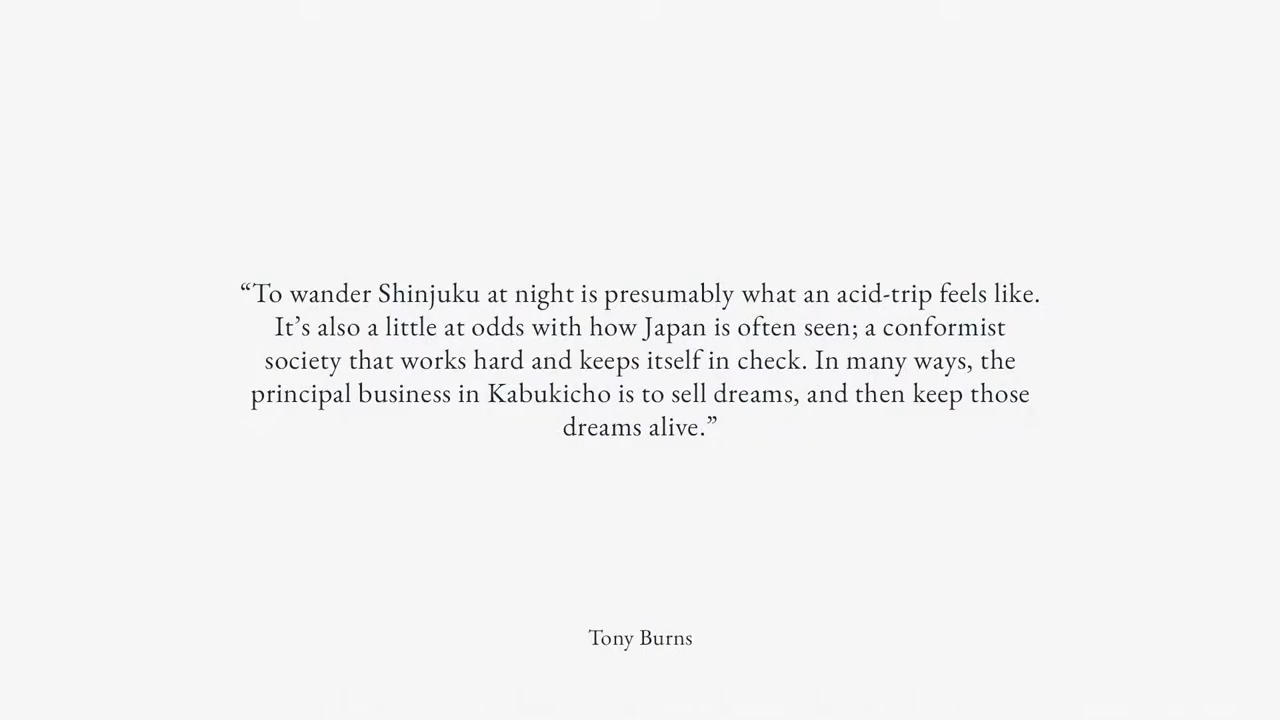 “To wander Shinjuku at night is presumably what an acid-trip feels like.
It’s also a little at odds with how Japan is often seen; a conformist
society that works hard and keeps itself in check. In many ways, the
principal business in Kabukicho is to sell dreams, and then keep those
dreams alive.”
Tony Burns